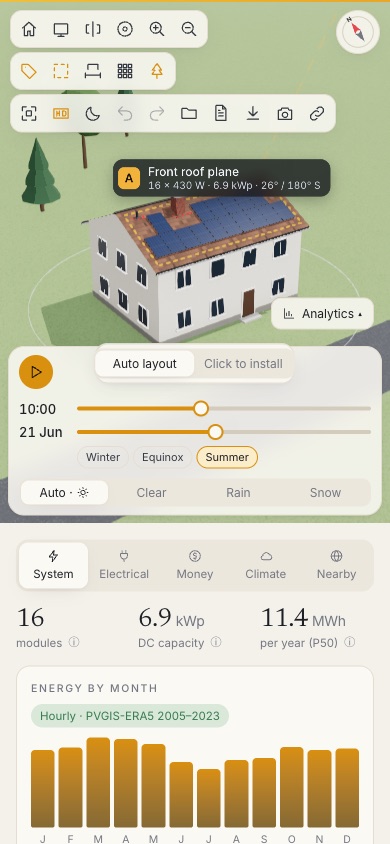 N
HD
A
Front roof plane
16 × 430 W · 6.9 kWp · 26° / 180° S
Analytics
Auto layout Click to install
10:00
21 Jun
Winter Equinox Summer
Auto · Clear Rain Snow
System Electrical Money Climate Nearby
16 6.9 kWp 11.4 MWh
modules DC capacity per year (P50)
ENERGY BY MONTH
Hourly · PVGIS-ERA5 2005–2023
J F M A M J J A S O N D